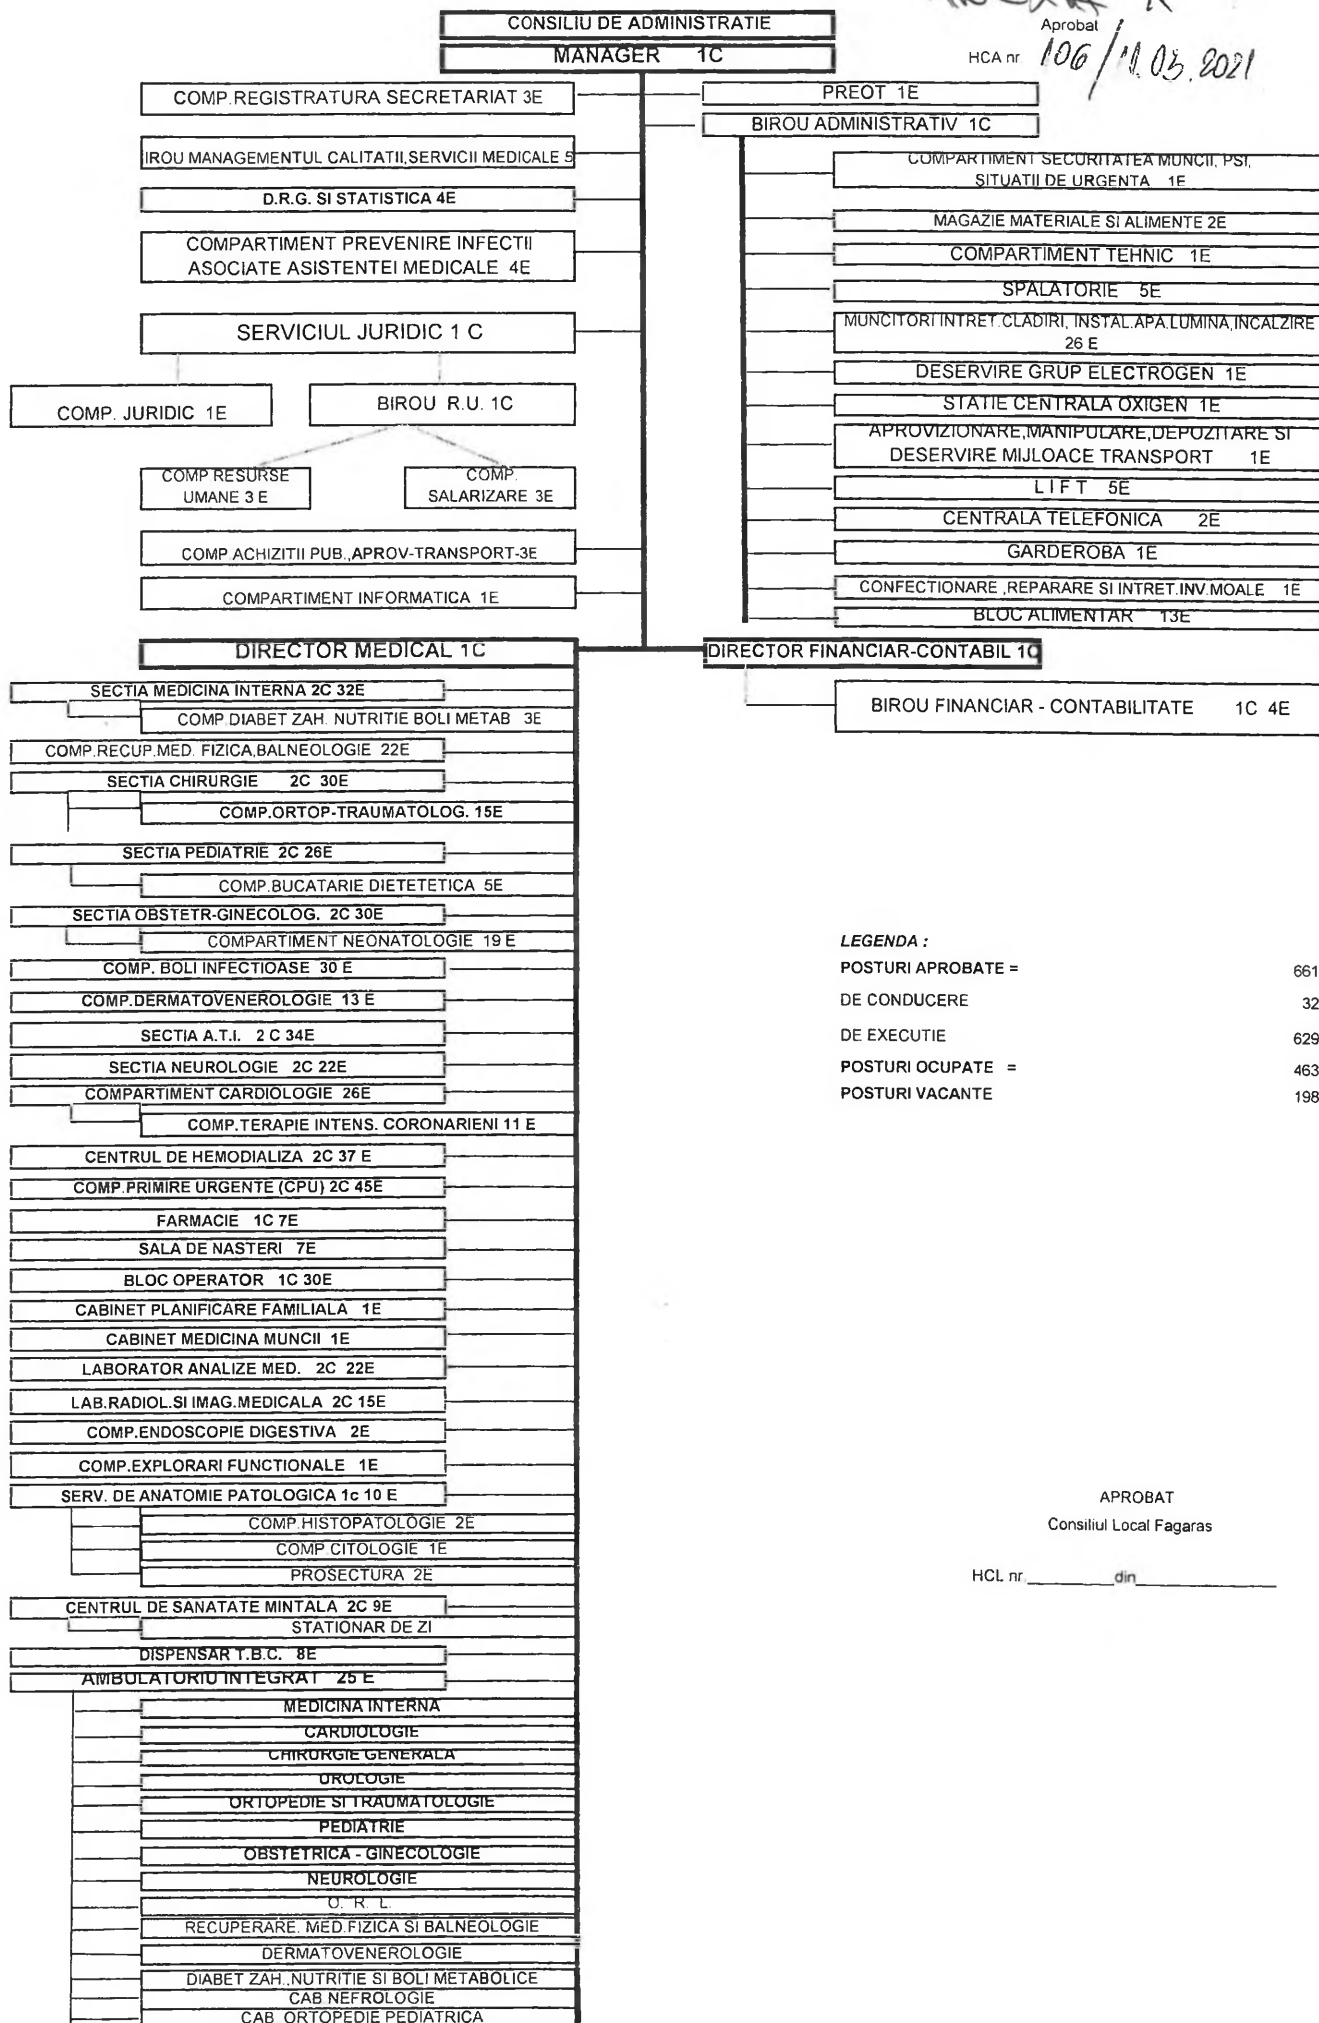 CONSILIU DE ADMINISTRATIE
MANAGER 1C
Aprobat
HCA nr 106/11.05.2021
COMP.REGISTRATURA SECRETARIAT 3E
IROU MANAGEMENTUL CALITATII,SERVICII MEDICALE 5
D.R.G. SI STATISTICA 4E
COMPARTIMENT PREVENIRE INFECTII
ASOCIATE ASISTENTEI MEDICALE 4E
SERVICIUL JURIDIC 1 C
COMP. JURIDIC 1E
BIROU R.U. 1C
COMP RESURSE
UMANE 3 E
COMP.
SALARIZARE 3E
COMP.ACHIZITII PUB.,APROV-TRANSPORT-3E
COMPARTIMENT INFORMATICA 1E
PREOT 1E
BIROU ADMINISTRATIV 1C
COMPARTIMENT SECURITATEA MUNCII, PSI,
SITUATII DE URGENTA 1E
MAGAZIE MATERIALE SI ALIMENTE 2E
COMPARTIMENT TEHNIC 1E
SPALATORIE 5E
MUNCITORI INTRET.CLADIRI, INSTAL.APA.LUMINA,INCALZIRE
26 E
DESERVIRE GRUP ELECTROGEN 1E
STATIE CENTRALA OXIGEN 1E
APROVIZIONARE,MANIPULARE,DEPOZITARE SI
DESERVIRE MIJLOACE TRANSPORT 1E
L I F T 5E
CENTRALA TELEFONICA 2E
GARDEROBA 1E
CONFECTIONARE ,REPARARE SI INTRET.INV.MOALE 1E
BLOC ALIMENTAR 13E
DIRECTOR MEDICAL 1C
DIRECTOR FINANCIAR-CONTABIL 1C
BIROU FINANCIAR - CONTABILITATE 1C 4E
SECTIA MEDICINA INTERNA 2C 32E
COMP.DIABET ZAH. NUTRITIE BOLI METAB 3E
COMP.RECUP.MED. FIZICA,BALNEOLOGIE 22E
SECTIA CHIRURGIE 2C 30E
COMP.ORTOP-TRAUMATOLOG. 15E
SECTIA PEDIATRIE 2C 26E
COMP.BUCATARIE DIETETETICA 5E
SECTIA OBSTETR-GINECOLOG. 2C 30E
COMPARTIMENT NEONATOLOGIE 19 E
COMP. BOLI INFECTIOASE 30 E
COMP.DERMATOVENEROLOGIE 13 E
SECTIA A.T.I. 2 C 34E
SECTIA NEUROLOGIE 2C 22E
COMPARTIMENT CARDIOLOGIE 26E
COMP.TERAPIE INTENS. CORONARIENI 11 E
CENTRUL DE HEMODIALIZA 2C 37 E
COMP.PRIMIRE URGENTE (CPU) 2C 45E
FARMACIE 1C 7E
SALA DE NASTERI 7E
BLOC OPERATOR 1C 30E
CABINET PLANIFICARE FAMILIALA 1E
CABINET MEDICINA MUNCII 1E
LABORATOR ANALIZE MED. 2C 22E
LAB.RADIOL.SI IMAG.MEDICALA 2C 15E
COMP.ENDOSCOPIE DIGESTIVA 2E
COMP.EXPLORARI FUNCTIONALE 1E
SERV. DE ANATOMIE PATOLOGICA 1c 10 E
COMP.HISTOPATOLOGIE 2E
COMP CITOLOGIE 1E
PROSECTURA 2E
CENTRUL DE SANATATE MINTALA 2C 9E
STATIONAR DE ZI
DISPENSAR T.B.C. 8E
AMBULATORIU INTEGRAT 25 E
MEDICINA INTERNA
CARDIOLOGIE
CHIRURGIE GENERALA
UROLOGIE
ORTOPEDIE SI TRAUMATOLOGIE
PEDIATRIE
OBSTETRICA - GINECOLOGIE
NEUROLOGIE
O. R. L.
RECUPERARE. MED.FIZICA SI BALNEOLOGIE
DERMATOVENEROLOGIE
DIABET ZAH.,NUTRITIE SI BOLI METABOLICE
CAB NEFROLOGIE
CAB. ORTOPEDIE PEDIATRICA
LEGENDA :
POSTURI APROBATE = 661
DE CONDUCERE 32
DE EXECUTIE 629
POSTURI OCUPATE = 463
POSTURI VACANTE 198
APROBAT
Consiliul Local Fagaras
HCL nr.________din____________